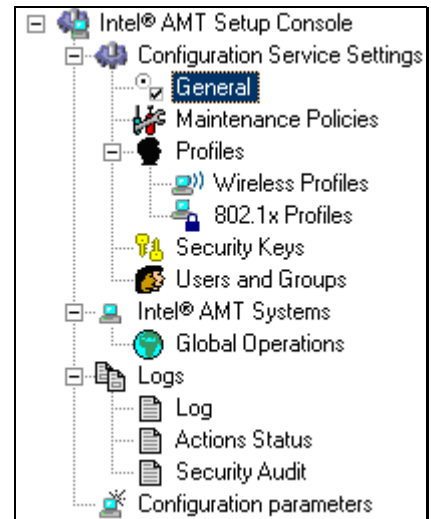 Intel® AMT Setup Console
Configuration Service Settings
General
Maintenance Policies
Profiles
Wireless Profiles
802.1x Profiles
Security Keys
Users and Groups
Intel® AMT Systems
Global Operations
Logs
Log
Actions Status
Security Audit
Configuration parameters